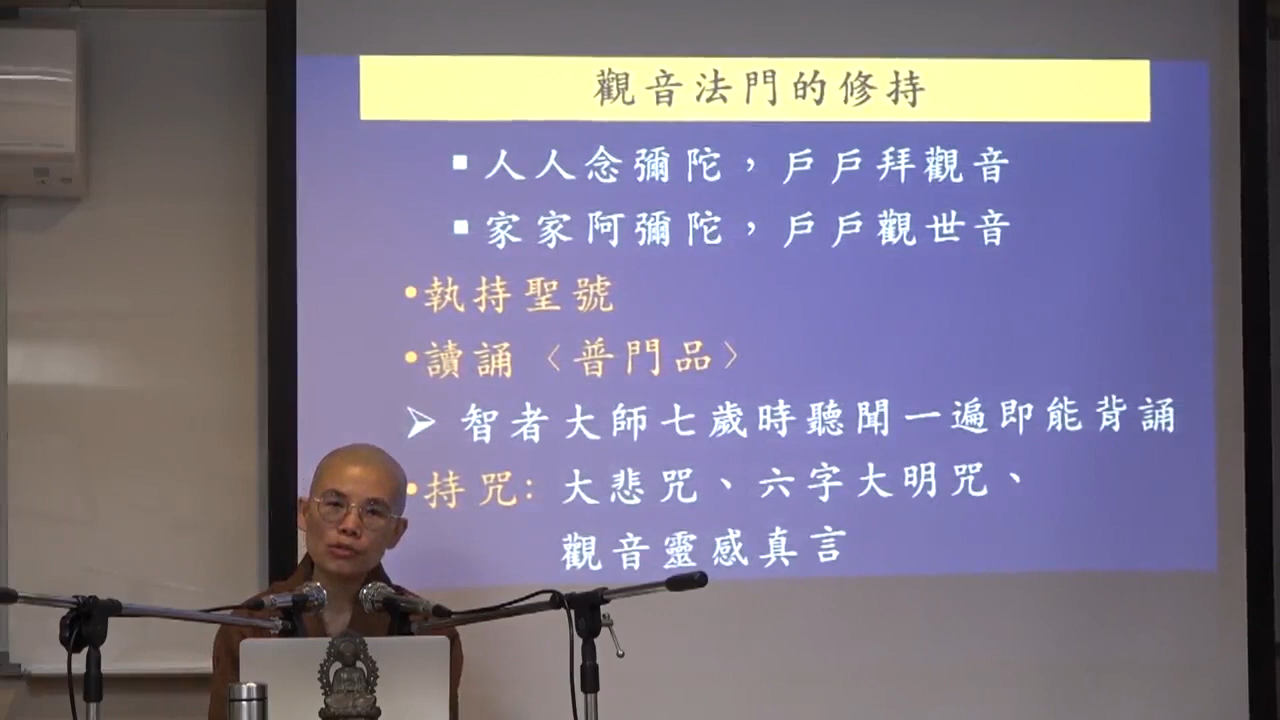 觀音法門的修持
▪人人念彌陀，戶戶拜觀音
▪家家阿彌陀，戶戶觀世音
•執持聖號
•讀誦〈普門品〉
➢ 智者大師七歲時聽聞一遍即能背誦
•持咒: 大悲咒、六字大明咒、
觀音靈感真言